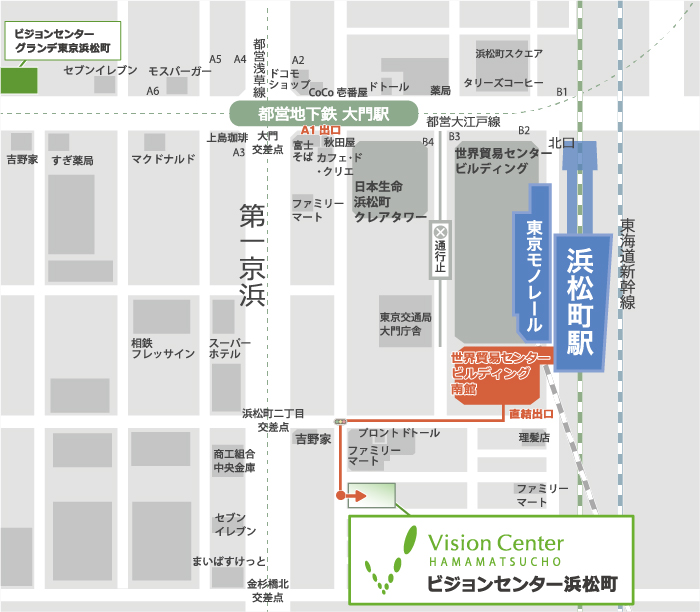 ビジョンセンター
グランデ東京浜松町
セブンイレブン
モスバーガー
A6
A5
A4
都営浅草線
A2
ドコモ
ショップ
CoCo 壱番屋
ドトール
薬局
浜松町スクエア
タリーズコーヒー
B1
都営地下鉄 大門駅
都営大江戸線
A1 出口
上島珈琲
A3
大門
交差点
秋田屋
富士
そば
カフェ・ド
・クリエ
B4
B3
B2
北口
吉野家
すぎ薬局
マクドナルド
世界貿易センター
ビルディング
日本生命
浜松町
クレアタワー
ファミリー
マート
第一京浜
通行止
東京モノレール
浜松町駅
東海道新幹線
東京交通局
大門庁舎
相鉄
フレッサイン
スーパー
ホテル
世界貿易センター
ビルディング
南館
直結出口
浜松町二丁目
交差点
吉野家
プロント
ドトール
ファミリー
マート
理髪店
商工組合
中央金庫
ファミリー
マート
セブン
イレブン
まいばすけっと
金杉橋北
交差点
Vision Center
HAMAMATSUCHO
ビジョンセンター浜松町